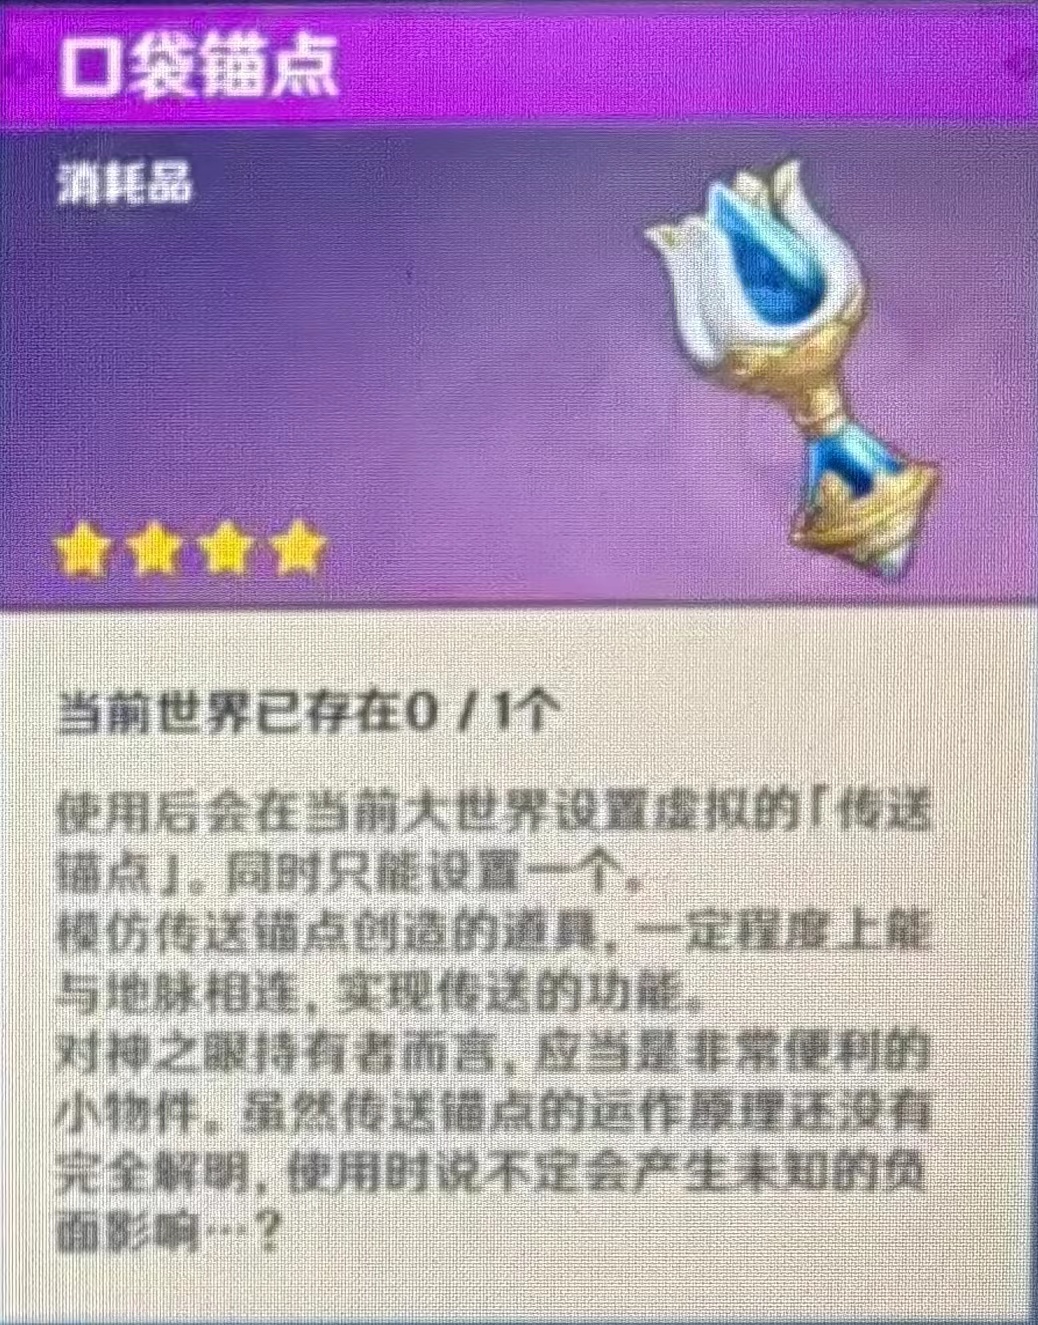 口袋锚点
消耗品
当前世界已存在0 / 1个
使用后会在当前大世界设置虚拟的「传送
锚点」。同时只能设置一个。
模仿传送锚点创造的道具，一定程度上能
与地脉相连，实现传送的功能。
对神之眼持有者而言，应当是非常便利的
小物件。虽然传送锚点的运作原理还没有
完全解明，使用时说不定会产生未知的负
面影响…？